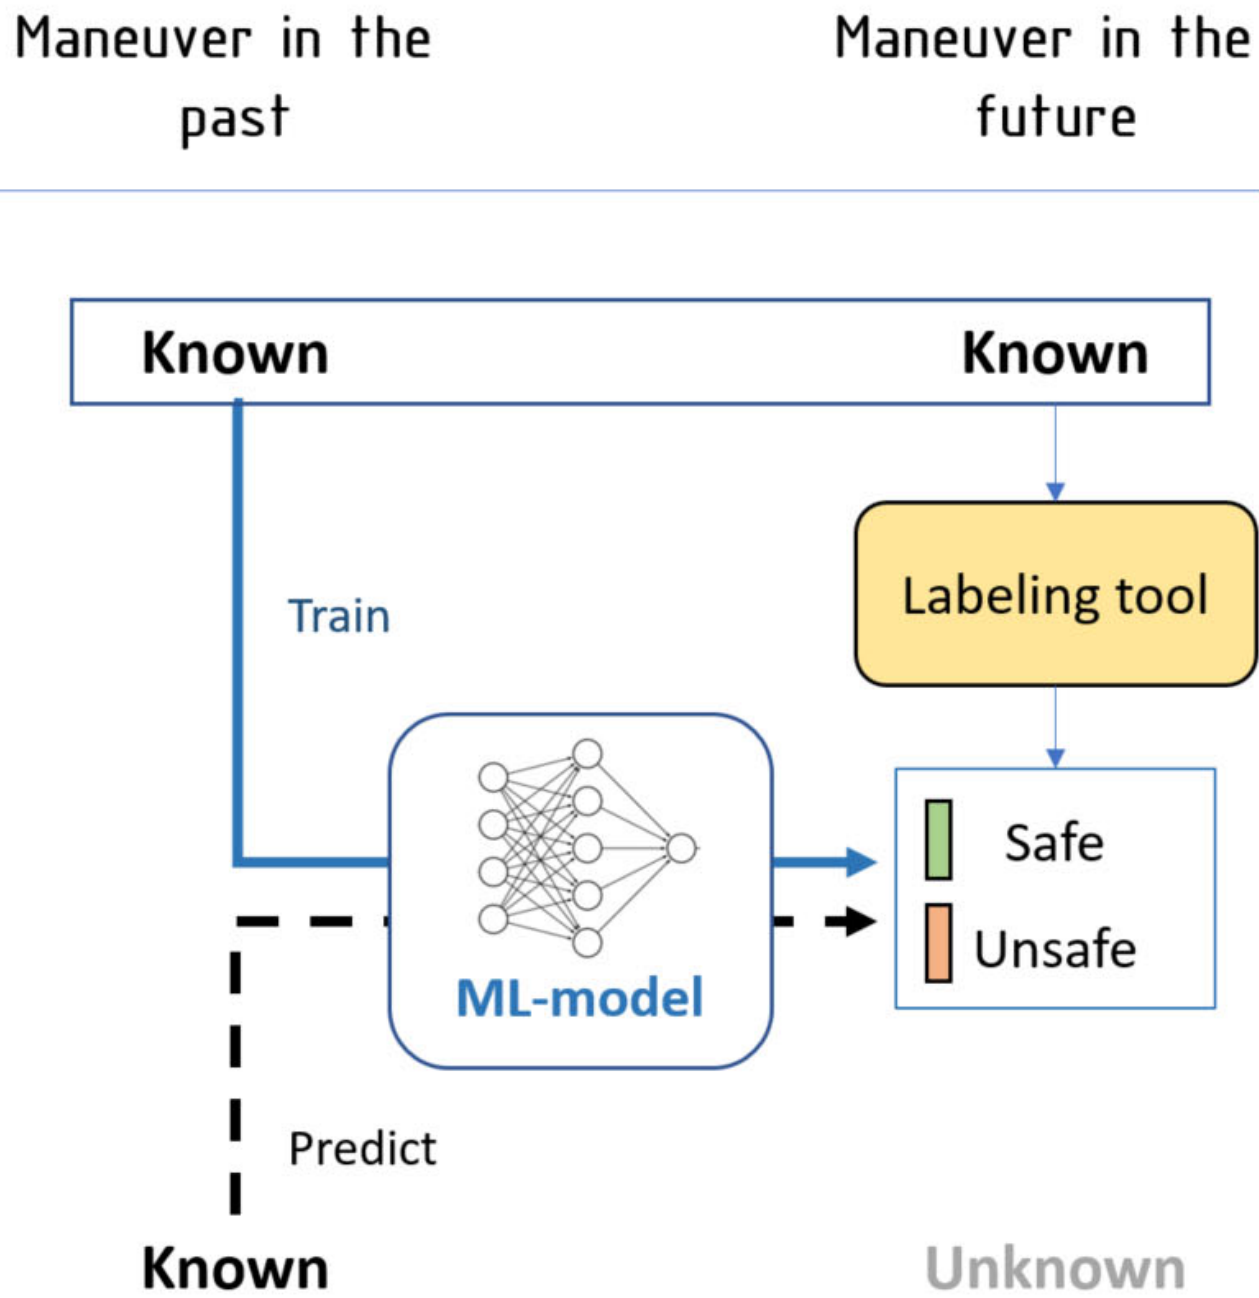 Maneuver in the
past
Maneuver in the
future
Known
Known
Labeling tool
Train
Safe
Unsafe
ML-model
Predict
Known
Unknown